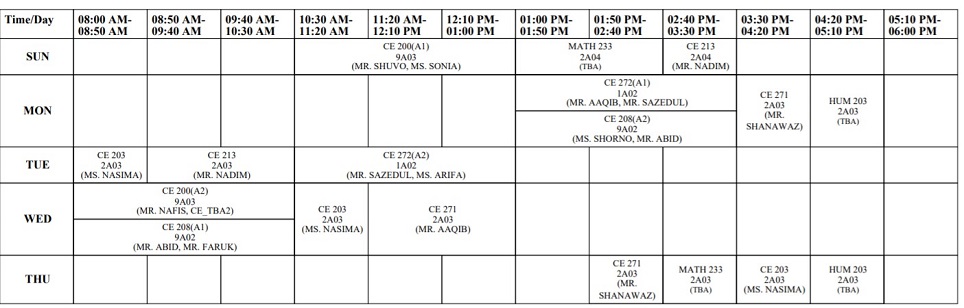 Time/Day
08:00 AM-
08:50 AM
08:50 AM-
09:40 AM
09:40 AM-
10:30 AM
10:30 AM-
11:20 AM
11:20 AM-
12:10 PM
12:10 PM-
01:00 PM
01:00 PM-
01:50 PM
01:50 PM-
02:40 PM
02:40 PM-
03:30 PM
03:30 PM-
04:20 PM
04:20 PM-
05:10 PM
05:10 PM-
06:00 PM
SUN
CE 200(A1)
9A03
(MR. SHUVO, MS. SONIA)
MATH 233
2A04
(TBA)
CE 213
2A04
(MR. NADIM)
MON
CE 272(A1)
1A02
(MR. AAQIB, MR. SAZEDUL)
CE 208(A2)
9A02
(MS. SHORNO, MR. ABID)
CE 271
2A03
(MR.
SHANAWAZ)
HUM 203
2A03
(TBA)
TUE
CE 203
2A03
(MS. NASIMA)
CE 213
2A03
(MR. NADIM)
CE 272(A2)
1A02
(MR. SAZEDUL, MS. ARIFA)
WED
CE 200(A2)
9A03
(MR. NAFIS, CE_TBA2)
CE 208(A1)
9A02
(MR. ABID, MR. FARUK)
CE 203
2A03
(MS. NASIMA)
CE 271
2A03
(MR. AAQIB)
THU
CE 271
2A03
(MR.
SHANAWAZ)
MATH 233
2A03
(TBA)
CE 203
2A03
(MS. NASIMA)
HUM 203
2A03
(TBA)